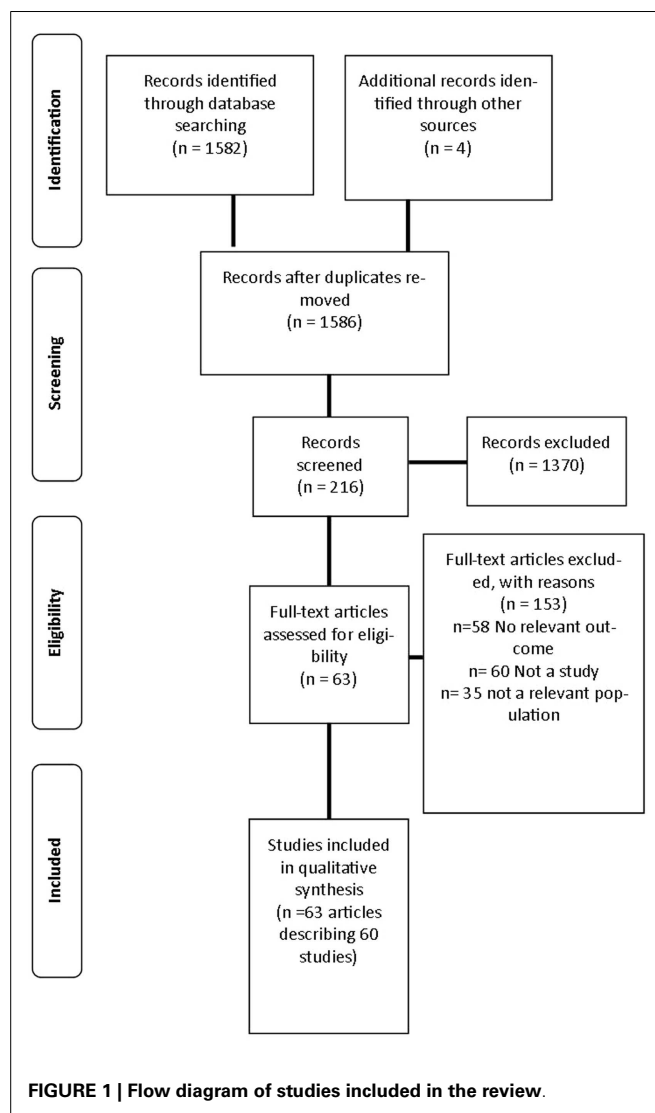 Identification
Records identified
through database
searching
(n = 1582)
Additional records iden-
tified through other
sources
(n = 4)
Screening
Records after duplicates re-
moved
(n = 1586)
Records
screened
(n = 216)
Records excluded
(n = 1370)
Eligibility
Full-text articles
assessed for eligi-
bility
(n = 63)
Full-text articles exclud-
ed, with reasons
(n = 153)
n=58 No relevant out-
come
n= 60 Not a study
n= 35 not a relevant pop-
ulation
Included
Studies included
in qualitative
synthesis
(n =63 articles
describing 60
studies)
FIGURE 1 | Flow diagram of studies included in the review.